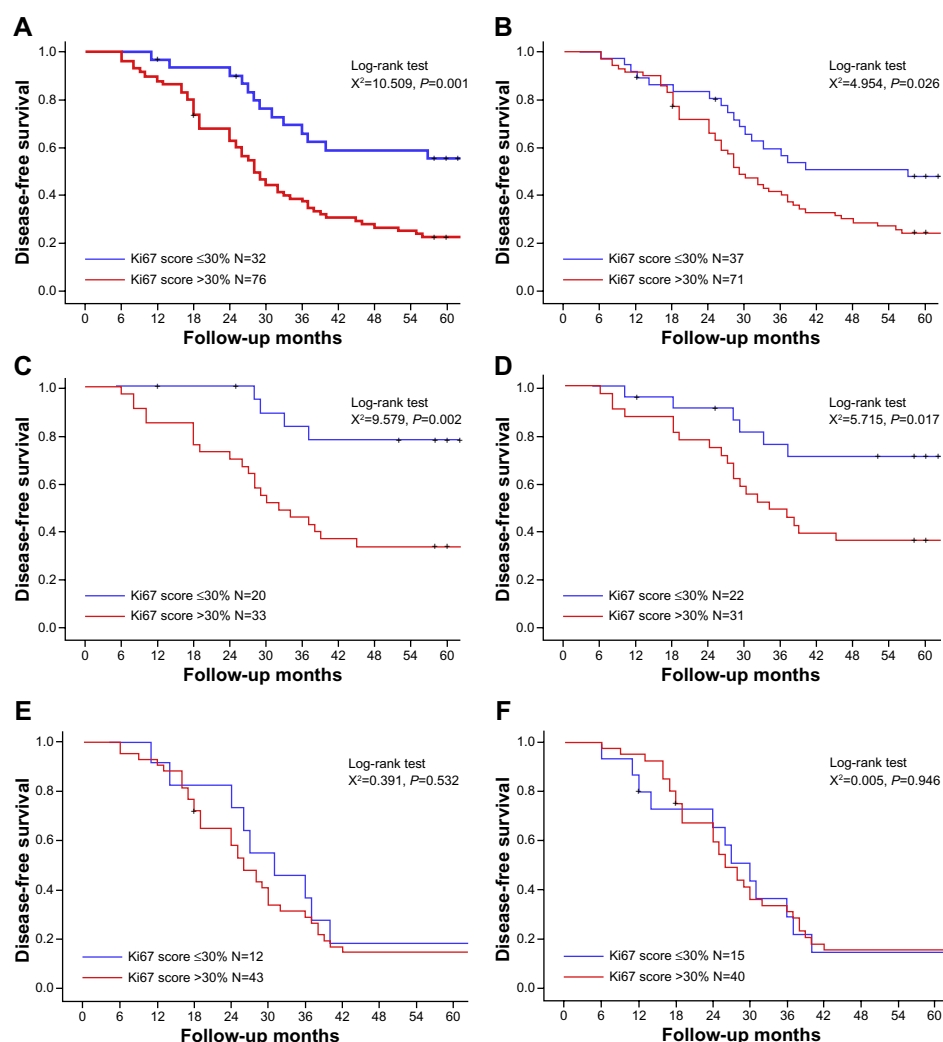 A
Disease-free survival
1.0
0.8
0.6
0.4
0.2
0.0
Log-rank test
X²=10.509, P=0.001
Ki67 score ≤30% N=32
Ki67 score >30% N=76
0 6 12 18 24 30 36 42 48 54 60
Follow-up months
B
Disease-free survival
1.0
0.8
0.6
0.4
0.2
0.0
Log-rank test
X²=4.954, P=0.026
Ki67 score ≤30% N=37
Ki67 score >30% N=71
0 6 12 18 24 30 36 42 48 54 60
Follow-up months
C
Disease-free survival
1.0
0.8
0.6
0.4
0.2
0.0
Log-rank test
X²=9.579, P=0.002
Ki67 score ≤30% N=20
Ki67 score >30% N=33
0 6 12 18 24 30 36 42 48 54 60
Follow-up months
D
Disease-free survival
1.0
0.8
0.6
0.4
0.2
0.0
Log-rank test
X²=5.715, P=0.017
Ki67 score ≤30% N=22
Ki67 score >30% N=31
0 6 12 18 24 30 36 42 48 54 60
Follow-up months
E
Disease-free survival
1.0
0.8
0.6
0.4
0.2
0.0
Log-rank test
X²=0.391, P=0.532
Ki67 score ≤30% N=12
Ki67 score >30% N=43
0 6 12 18 24 30 36 42 48 54 60
Follow-up months
F
Disease-free survival
1.0
0.8
0.6
0.4
0.2
0.0
Log-rank test
X²=0.005, P=0.946
Ki67 score ≤30% N=15
Ki67 score >30% N=40
0 6 12 18 24 30 36 42 48 54 60
Follow-up months